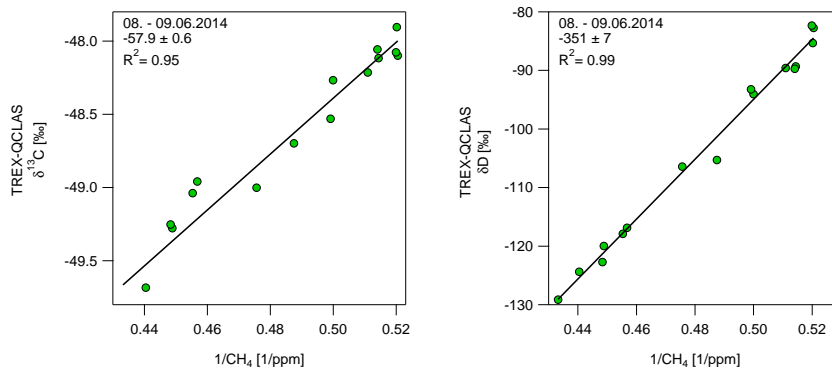 08. - 09.06.2014
-57.9 ± 0.6
R² = 0.95
-48.0
-48.5
-49.0
-49.5
TREX-QCLAS
δ¹³C [‰]
0.44 0.46 0.48 0.50 0.52
1/CH₄ [1/ppm]
08. - 09.06.2014
-351 ± 7
R² = 0.99
-80
-90
-100
-110
-120
-130
TREX-QCLAS
δD [‰]
0.44 0.46 0.48 0.50 0.52
1/CH₄ [1/ppm]